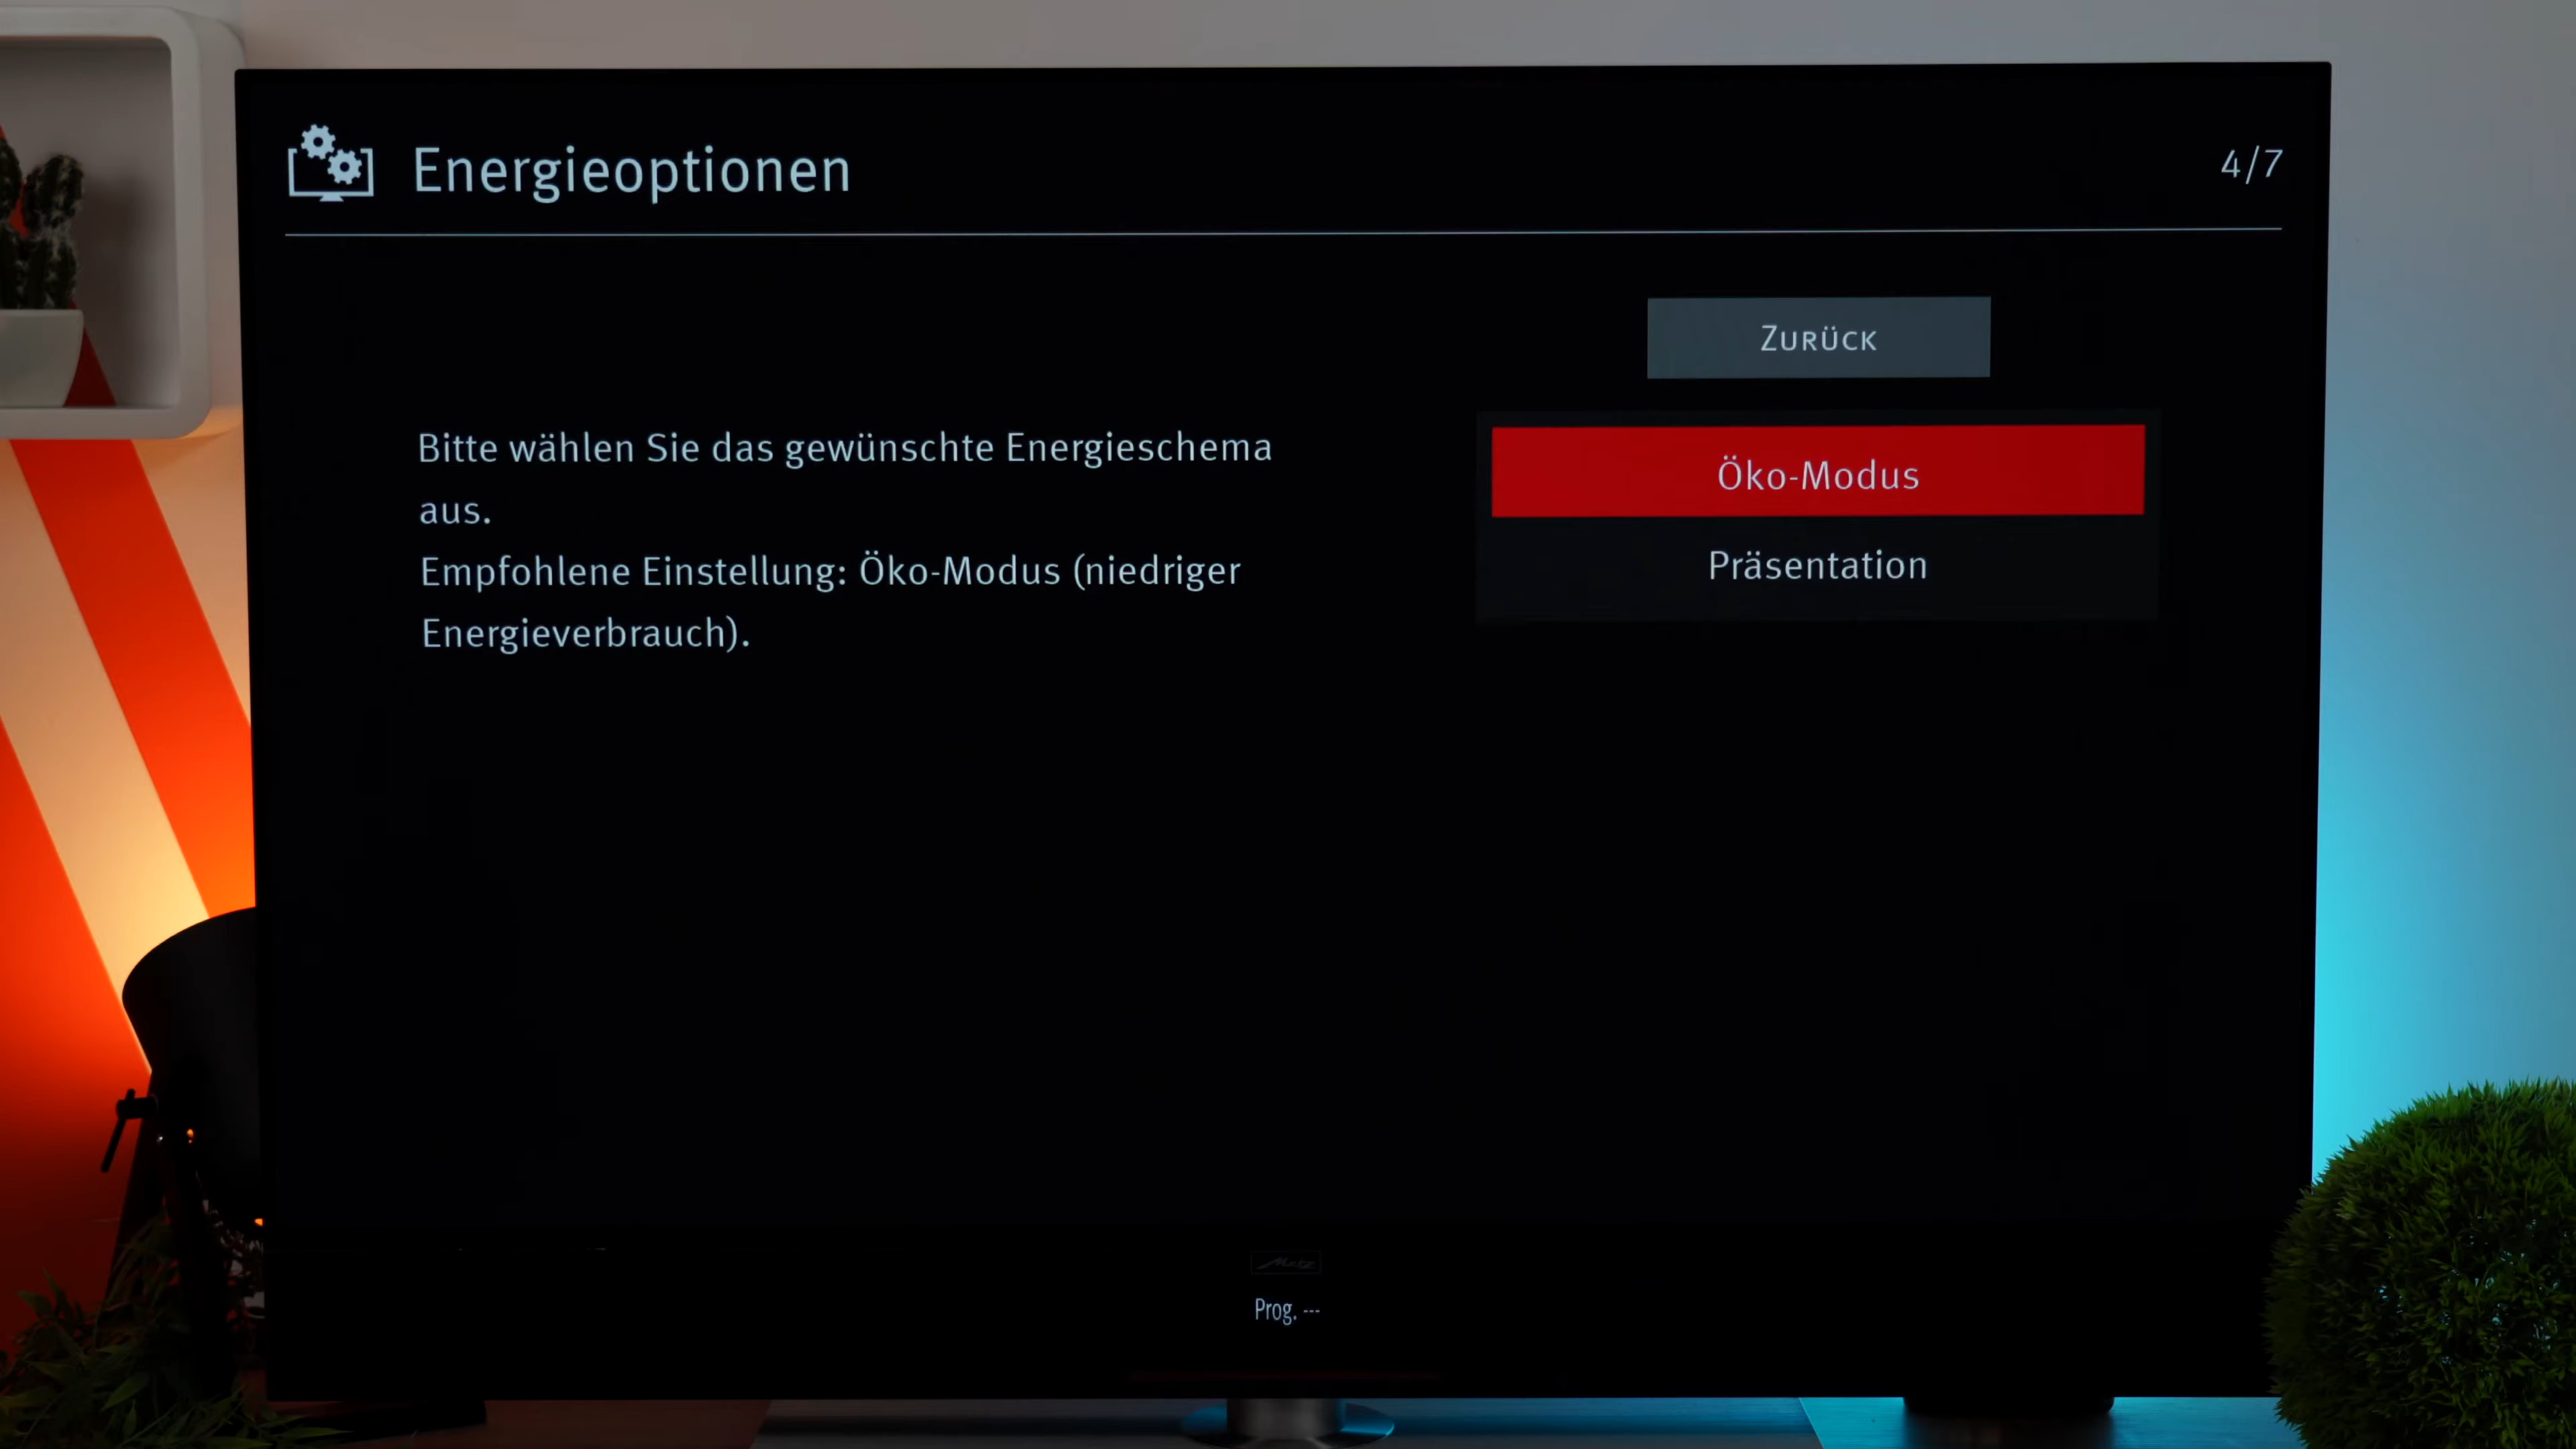 Energieoptionen
4/7
Zurück
Bitte wählen Sie das gewünschte Energieschema
aus.
Empfohlene Einstellung: Öko-Modus (niedriger
Energieverbrauch).
Öko-Modus
Präsentation
Metz
Prog. ---